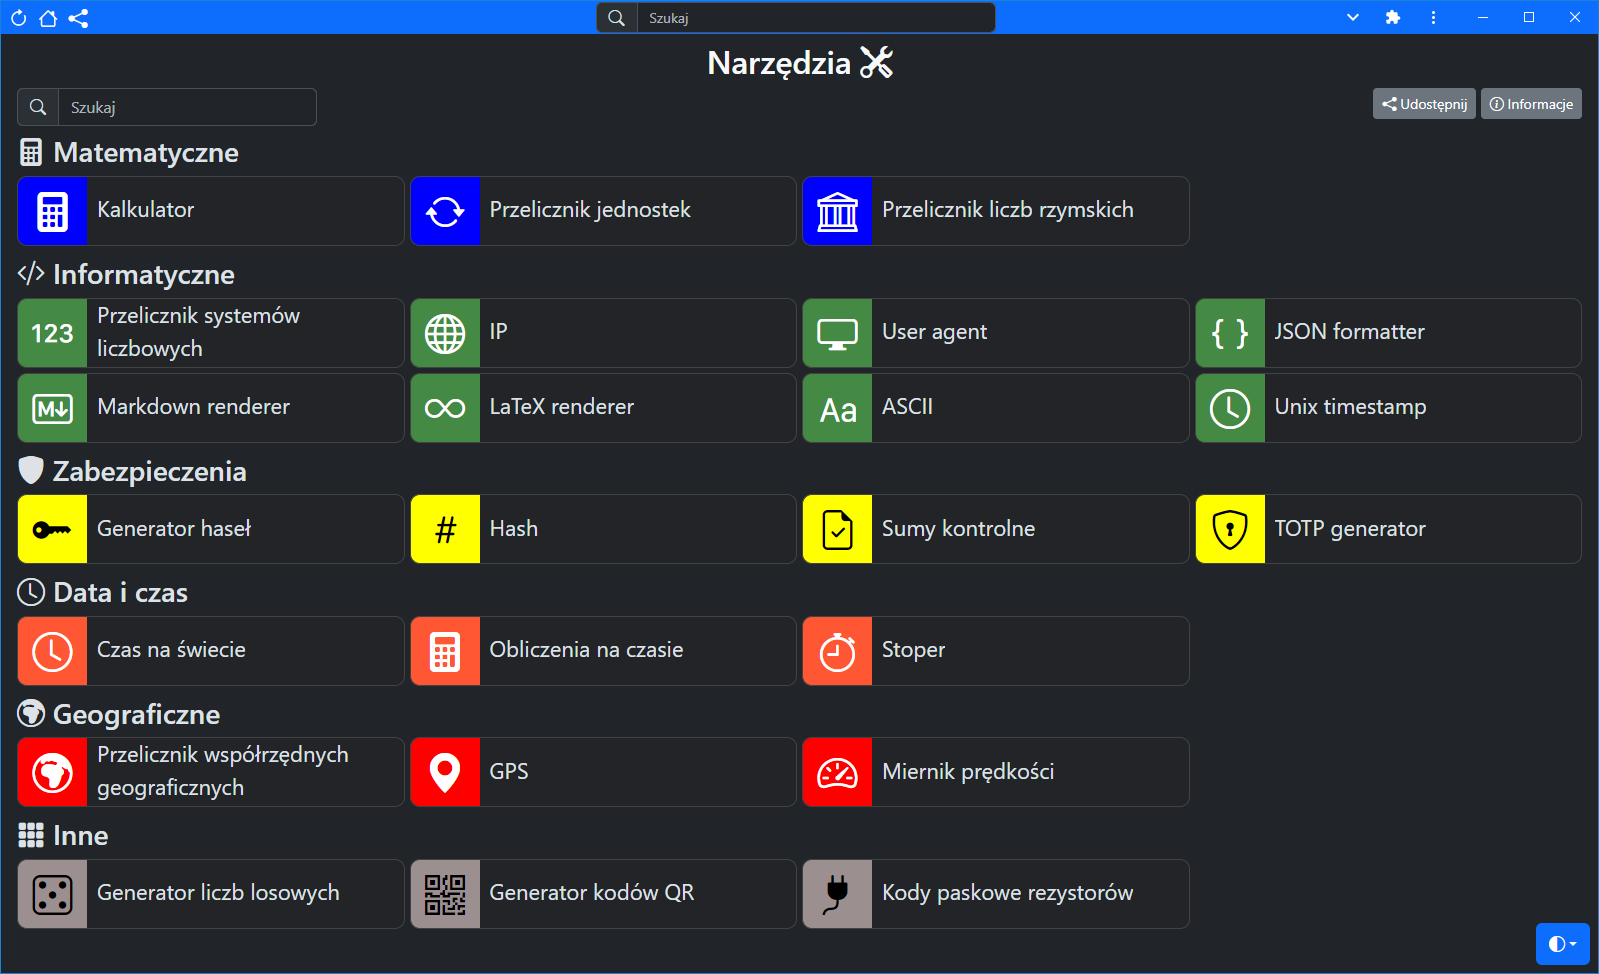 Szukaj
Narzędzia
Szukaj
Udostępnij
Informacje
Matematyczne
Kalkulator
Przelicznik jednostek
Przelicznik liczb rzymskich
</> Informatyczne
123
Przelicznik systemów
liczbowych
IP
User agent
{ }
JSON formatter
M
Markdown renderer
LaTeX renderer
Aa
ASCII
Unix timestamp
Zabezpieczenia
Generator haseł
#
Hash
Sumy kontrolne
TOTP generator
Data i czas
Czas na świecie
Obliczenia na czasie
Stoper
Geograficzne
Przelicznik współrzędnych
geograficznych
GPS
Miernik prędkości
Inne
Generator liczb losowych
Generator kodów QR
Kody paskowe rezystorów